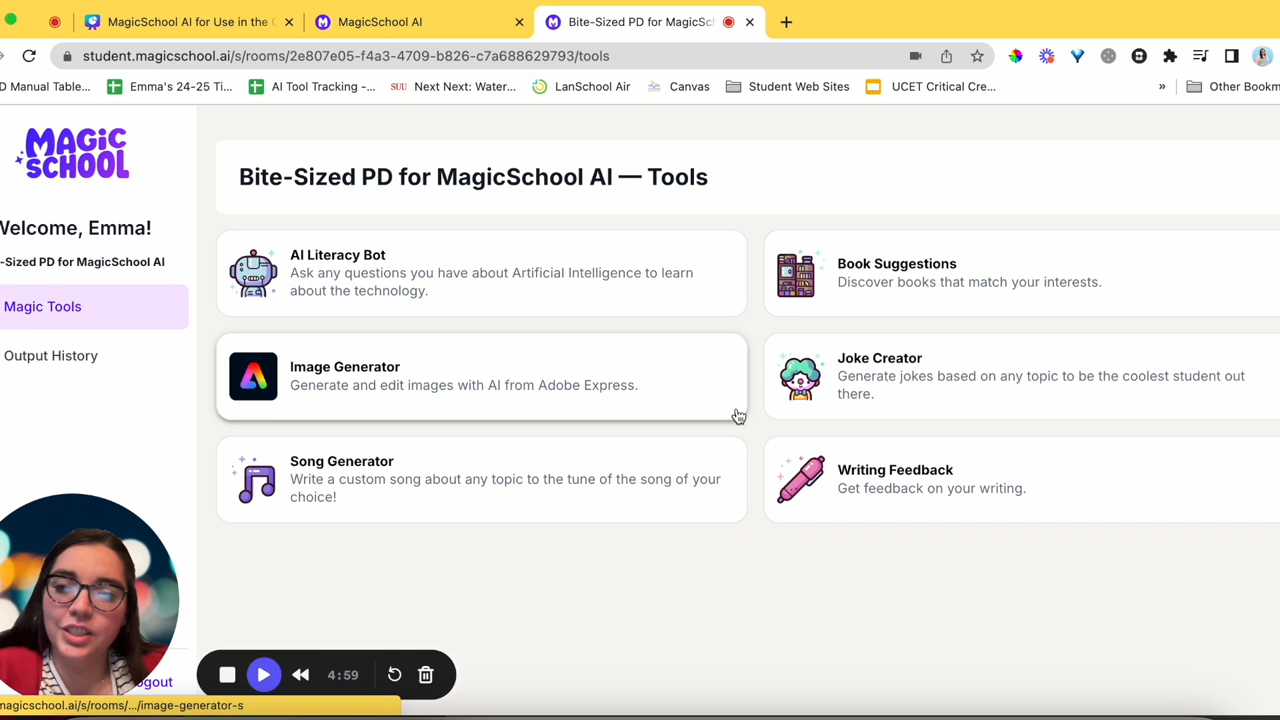 MagicSchool AI for Use in the C
MagicSchool AI
Bite-Sized PD for MagicSch
student.magicschool.ai/s/rooms/2e807e05-f4a3-4709-b826-c7a688629793/tools
D Manual Table...
Emma's 24-25 Ti...
AI Tool Tracking -...
SUU
Next Next: Water...
LanSchool Air
Canvas
Student Web Sites
UCET Critical Cre...
»
Other Bookm
MAGIC
SCHOOL
Welcome, Emma!
-Sized PD for MagicSchool AI
Magic Tools
Output History
Bite-Sized PD for MagicSchool AI — Tools
AI Literacy Bot
Ask any questions you have about Artificial Intelligence to learn
about the technology.
Book Suggestions
Discover books that match your interests.
Image Generator
Generate and edit images with AI from Adobe Express.
Joke Creator
Generate jokes based on any topic to be the coolest student out
there.
Song Generator
Write a custom song about any topic to the tune of the song of your
choice!
Writing Feedback
Get feedback on your writing.
4:59
ogout
magicschool.ai/s/rooms/.../image-generator-s